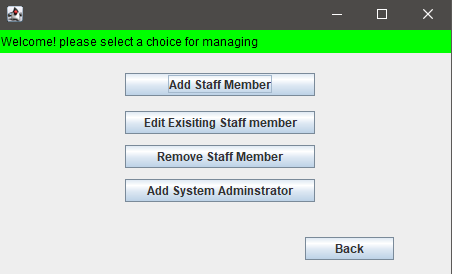 Welcome! please select a choice for managing
Add Staff Member
Edit Exisiting Staff member
Remove Staff Member
Add System Adminstrator
Back